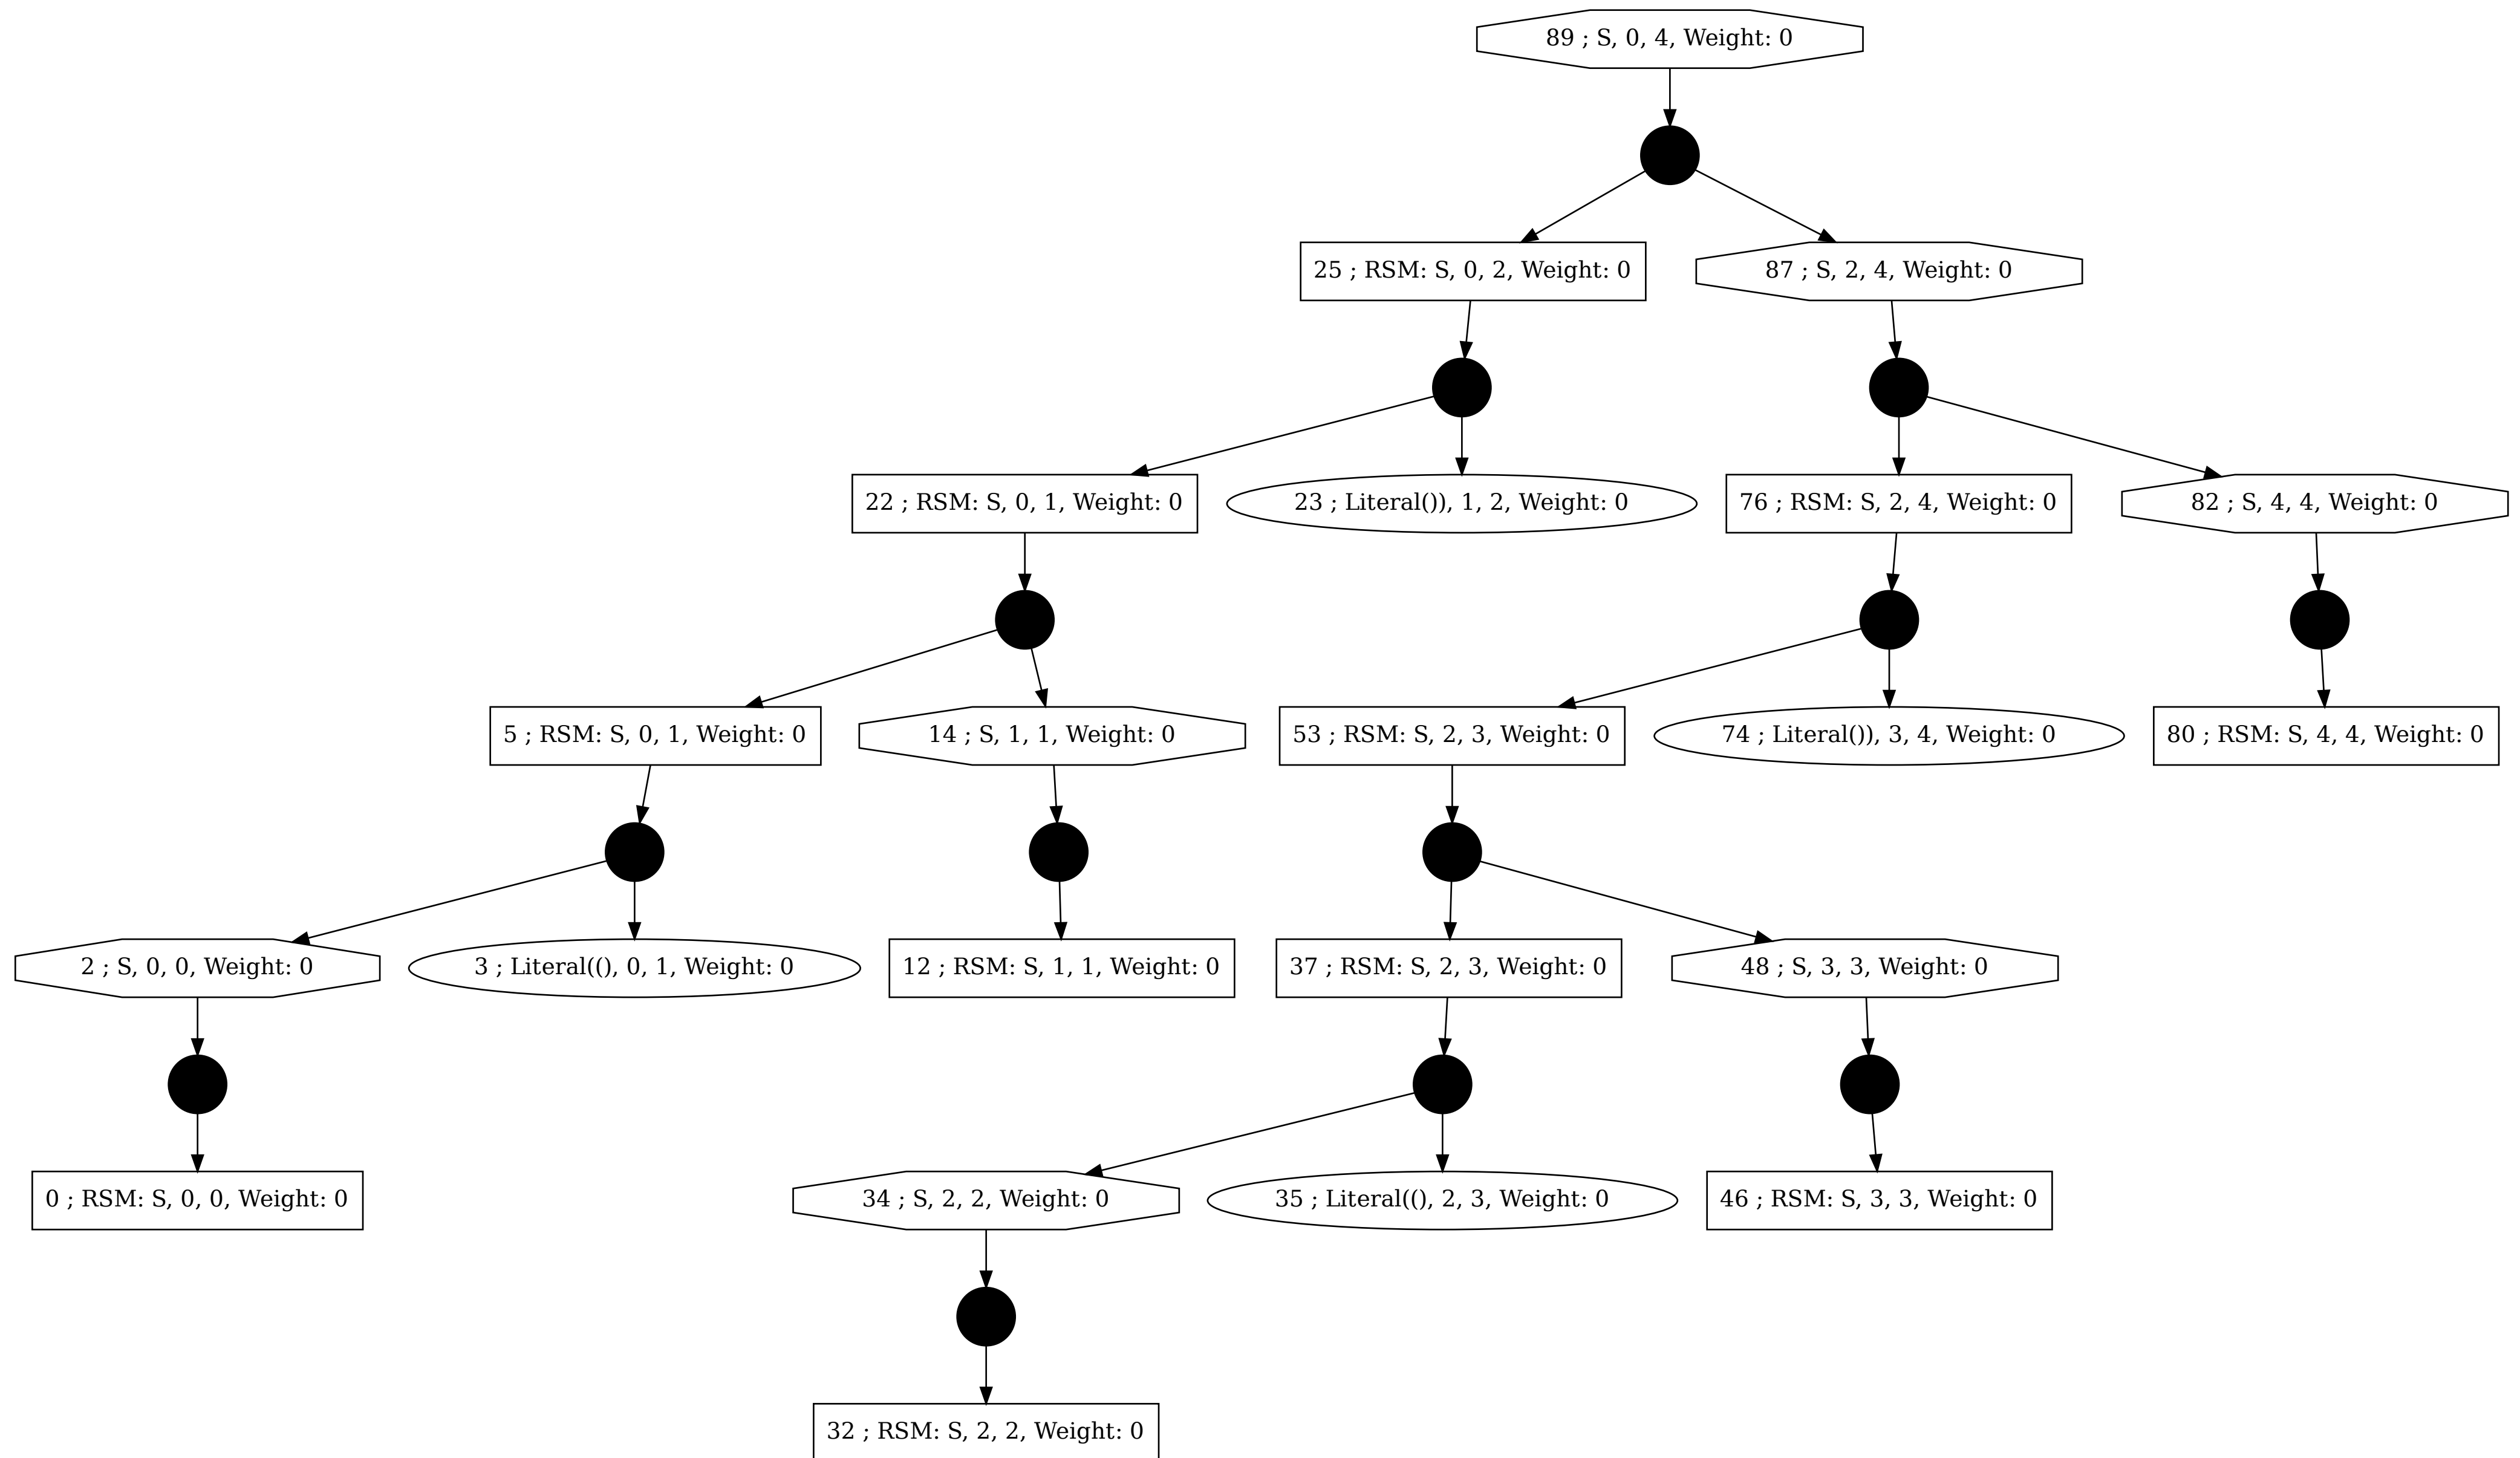 89 ; S, 0, 4, Weight: 0
25 ; RSM: S, 0, 2, Weight: 0
87 ; S, 2, 4, Weight: 0
22 ; RSM: S, 0, 1, Weight: 0
23 ; Literal()), 1, 2, Weight: 0
76 ; RSM: S, 2, 4, Weight: 0
82 ; S, 4, 4, Weight: 0
5 ; RSM: S, 0, 1, Weight: 0
14 ; S, 1, 1, Weight: 0
53 ; RSM: S, 2, 3, Weight: 0
74 ; Literal()), 3, 4, Weight: 0
80 ; RSM: S, 4, 4, Weight: 0
2 ; S, 0, 0, Weight: 0
3 ; Literal((), 0, 1, Weight: 0
12 ; RSM: S, 1, 1, Weight: 0
37 ; RSM: S, 2, 3, Weight: 0
48 ; S, 3, 3, Weight: 0
0 ; RSM: S, 0, 0, Weight: 0
34 ; S, 2, 2, Weight: 0
35 ; Literal((), 2, 3, Weight: 0
46 ; RSM: S, 3, 3, Weight: 0
32 ; RSM: S, 2, 2, Weight: 0